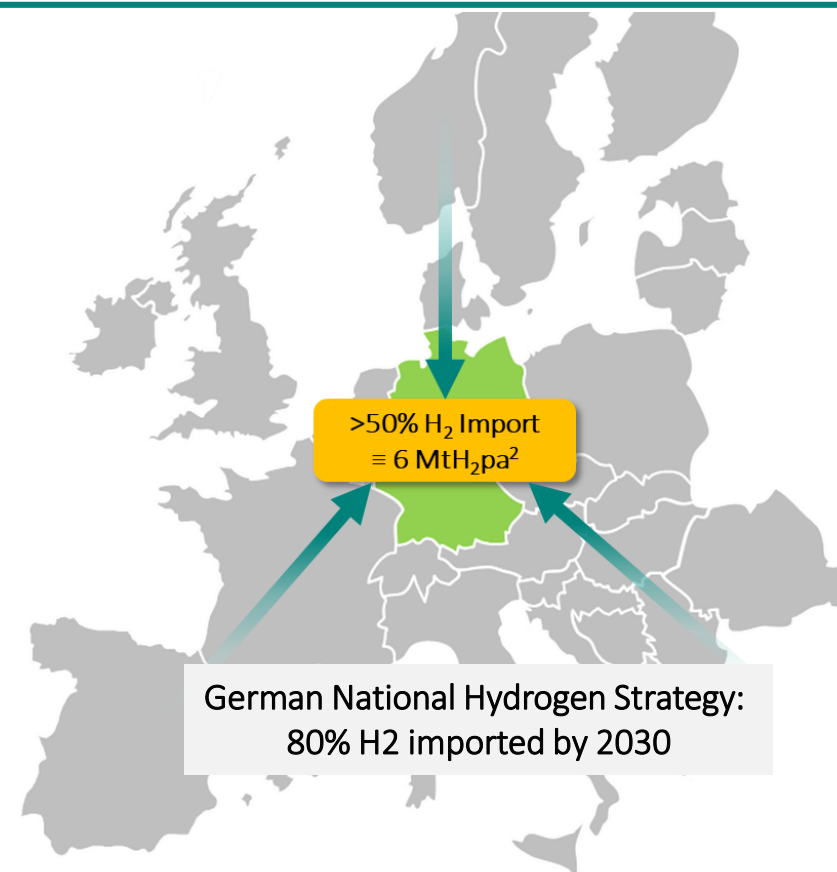 >50% H₂ Import
≡ 6 MtH₂pa²
German National Hydrogen Strategy:
80% H2 imported by 2030